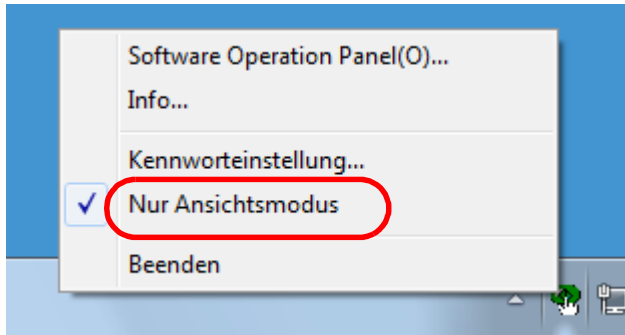 Software Operation Panel(O)...
Info...
Kennworteinstellung...
Nur Ansichtsmodus
Beenden